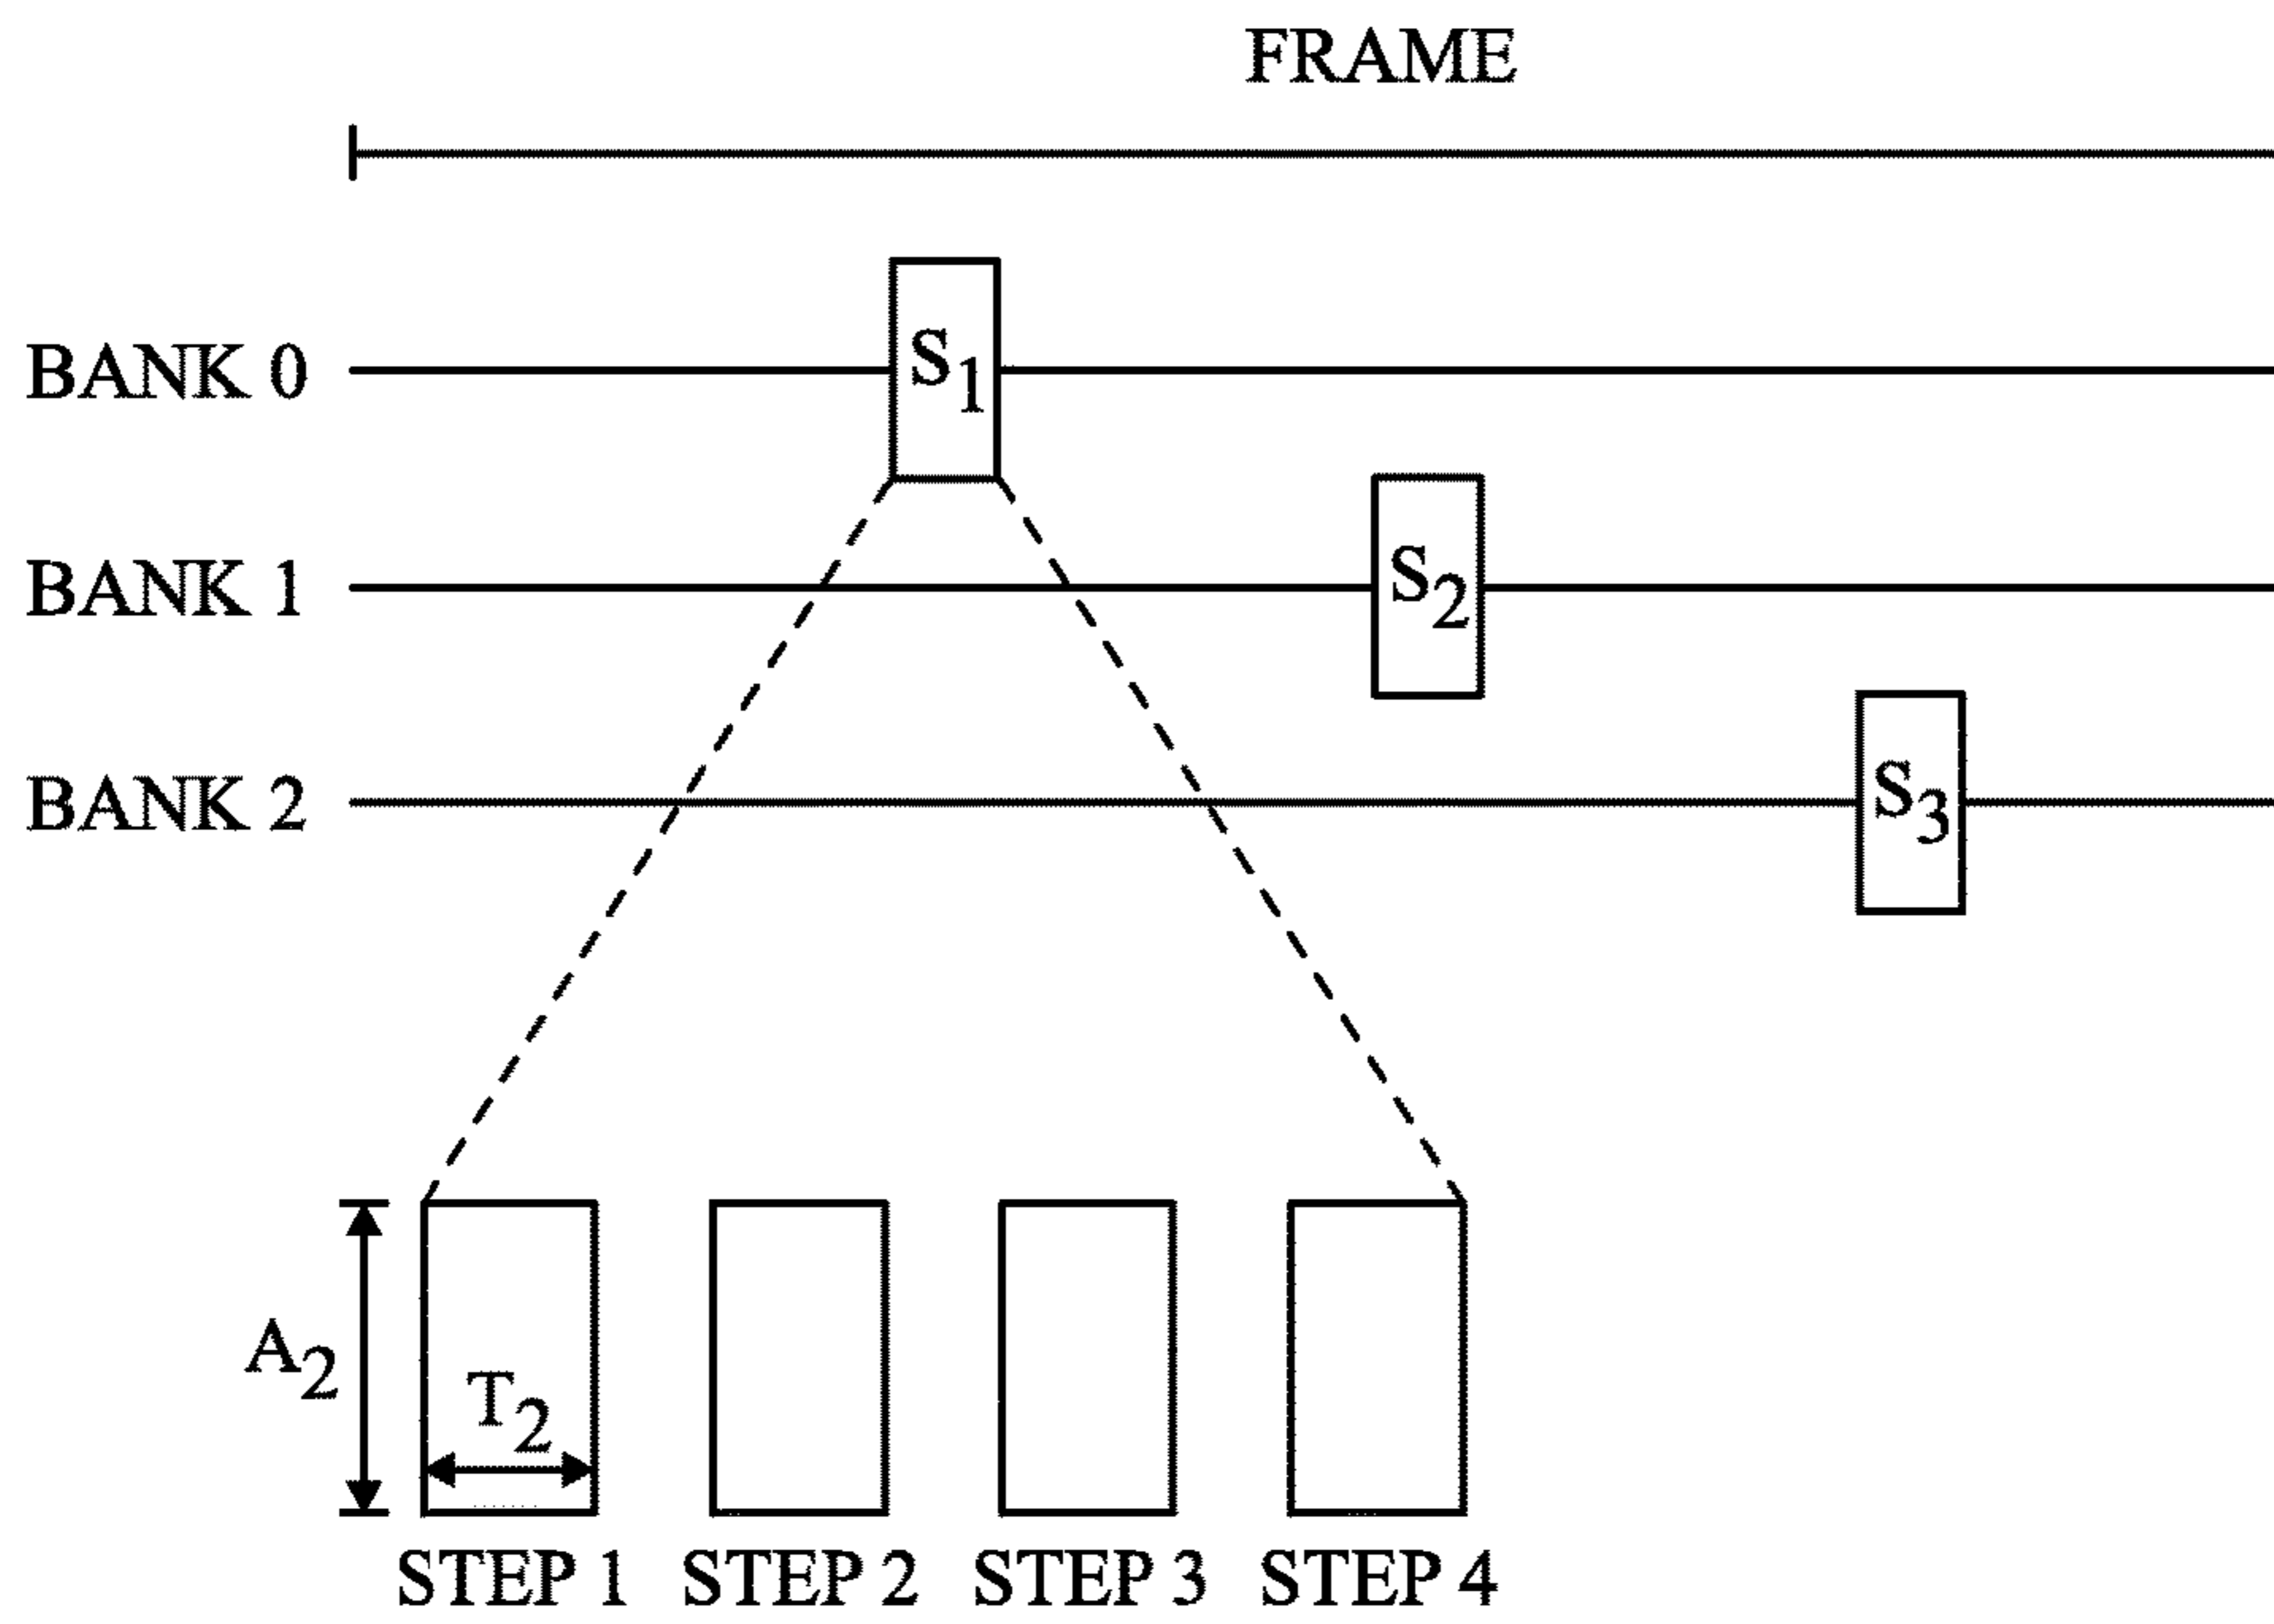 FRAME
BANK 0
S1
BANK 1
S2
BANK 2
S3
A2
T2
STEP 1 STEP 2 STEP 3 STEP 4